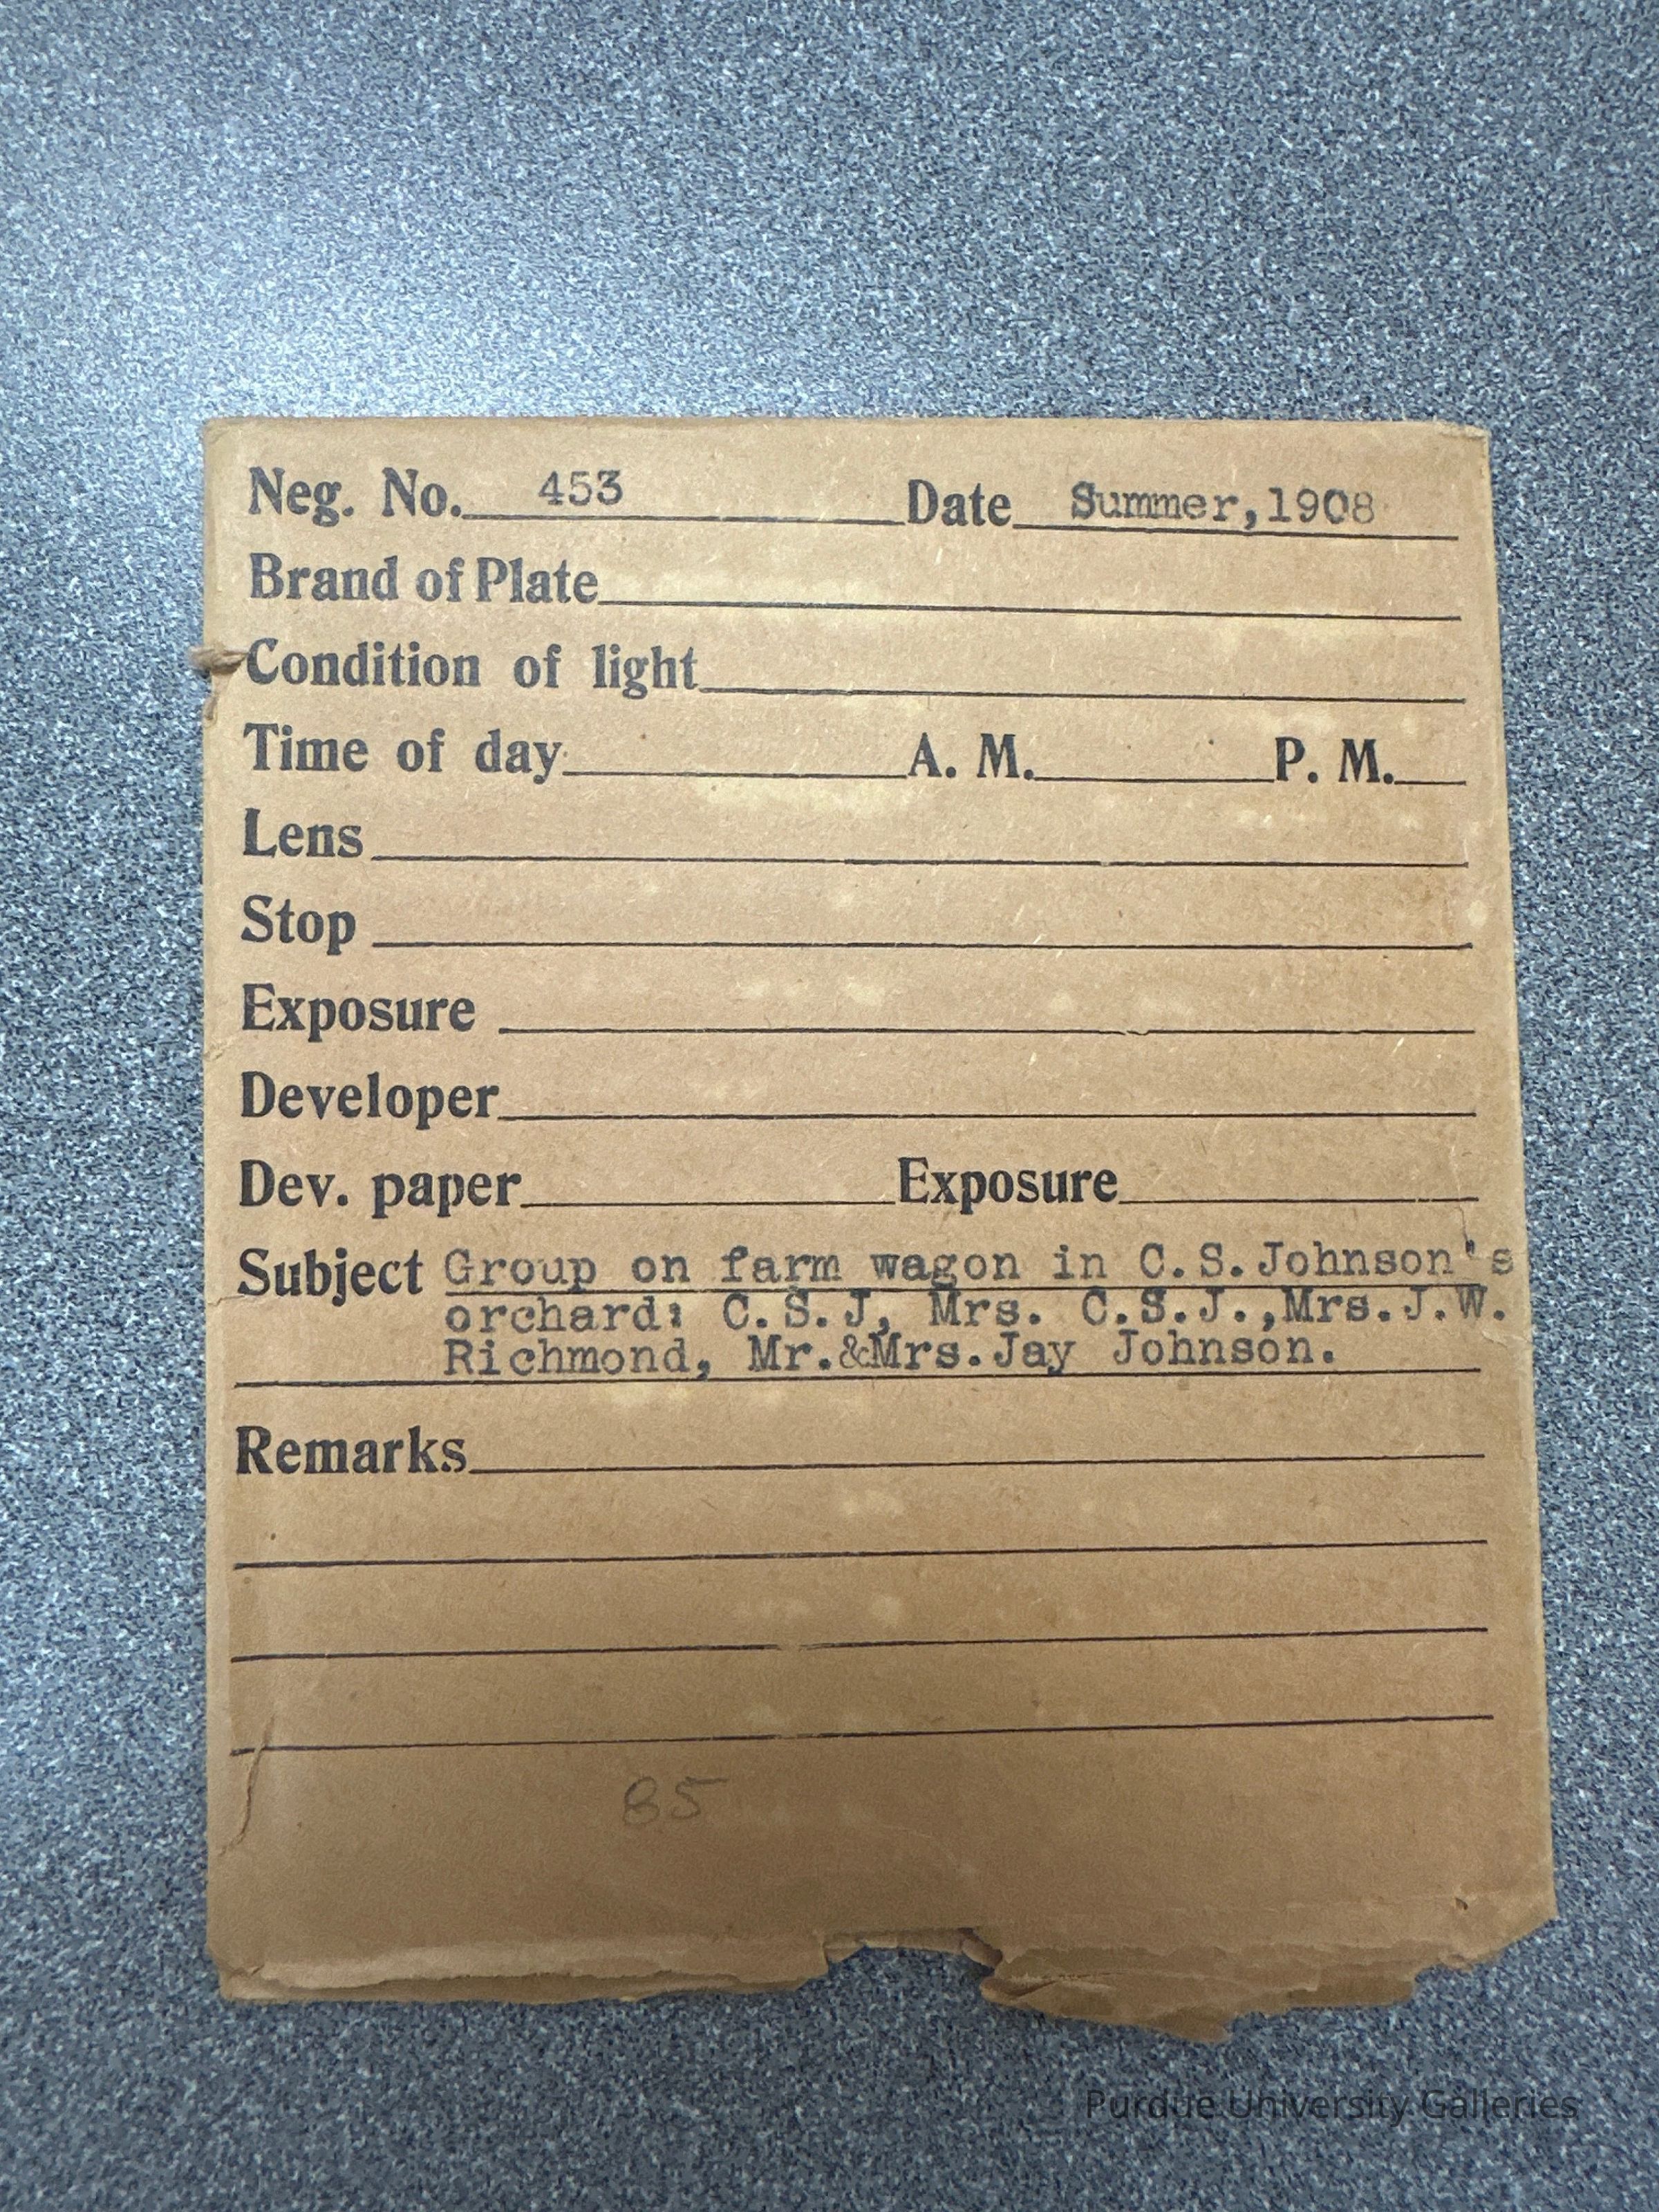 Neg. No. 453 Date Summer,1908
Brand of Plate
Condition of light
Time of day A. M. P. M.
Lens
Stop
Exposure
Developer
Dev. paper Exposure
Subject Group on farm wagon in C.S.Johnson's
orchard: C.S.J, Mrs. C.S.J.,Mrs.J.W.
Richmond, Mr.&Mrs.Jay Johnson.
Remarks
85
Purdue University Galleries